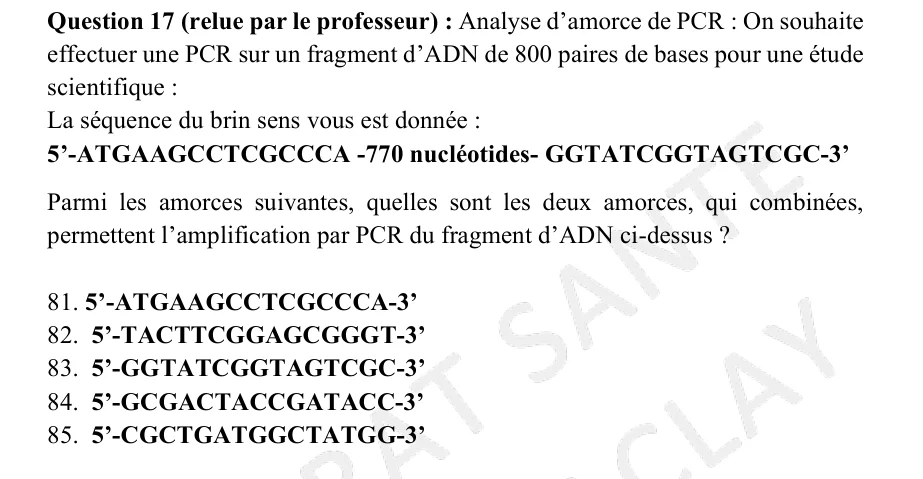 Question 17 (relue par le professeur) : Analyse d’amorce de PCR : On souhaite
effectuer une PCR sur un fragment d’ADN de 800 paires de bases pour une étude
scientifique :
La séquence du brin sens vous est donnée :
5’-ATGAAGCCTCGCCCA -770 nucléotides- GGTATCGGTAGTCGC-3’
Parmi les amorces suivantes, quelles sont les deux amorces, qui combinées,
permettent l’amplification par PCR du fragment d’ADN ci-dessus ?
81. 5’-ATGAAGCCTCGCCCA-3’
82. 5’-TACTTCGGAGCGGGT-3’
83. 5’-GGTATCGGTAGTCGC-3’
84. 5’-GCGACTACCGATACC-3’
85. 5’-CGCTGATGGCTATGG-3’